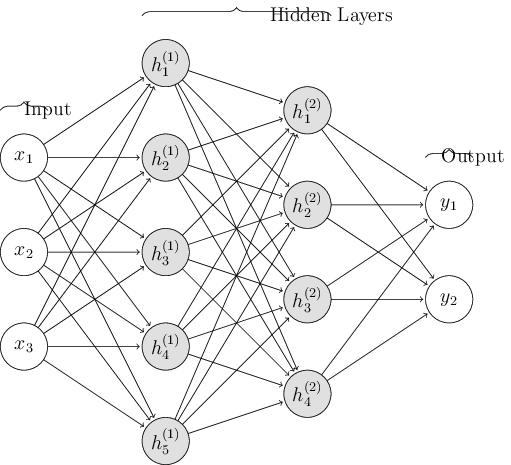 Hidden Layers
Input
Output
h_1^{(1)}
h_2^{(1)}
h_3^{(1)}
h_4^{(1)}
h_5^{(1)}
h_1^{(2)}
h_2^{(2)}
h_3^{(2)}
h_4^{(2)}
x_1
x_2
x_3
y_1
y_2